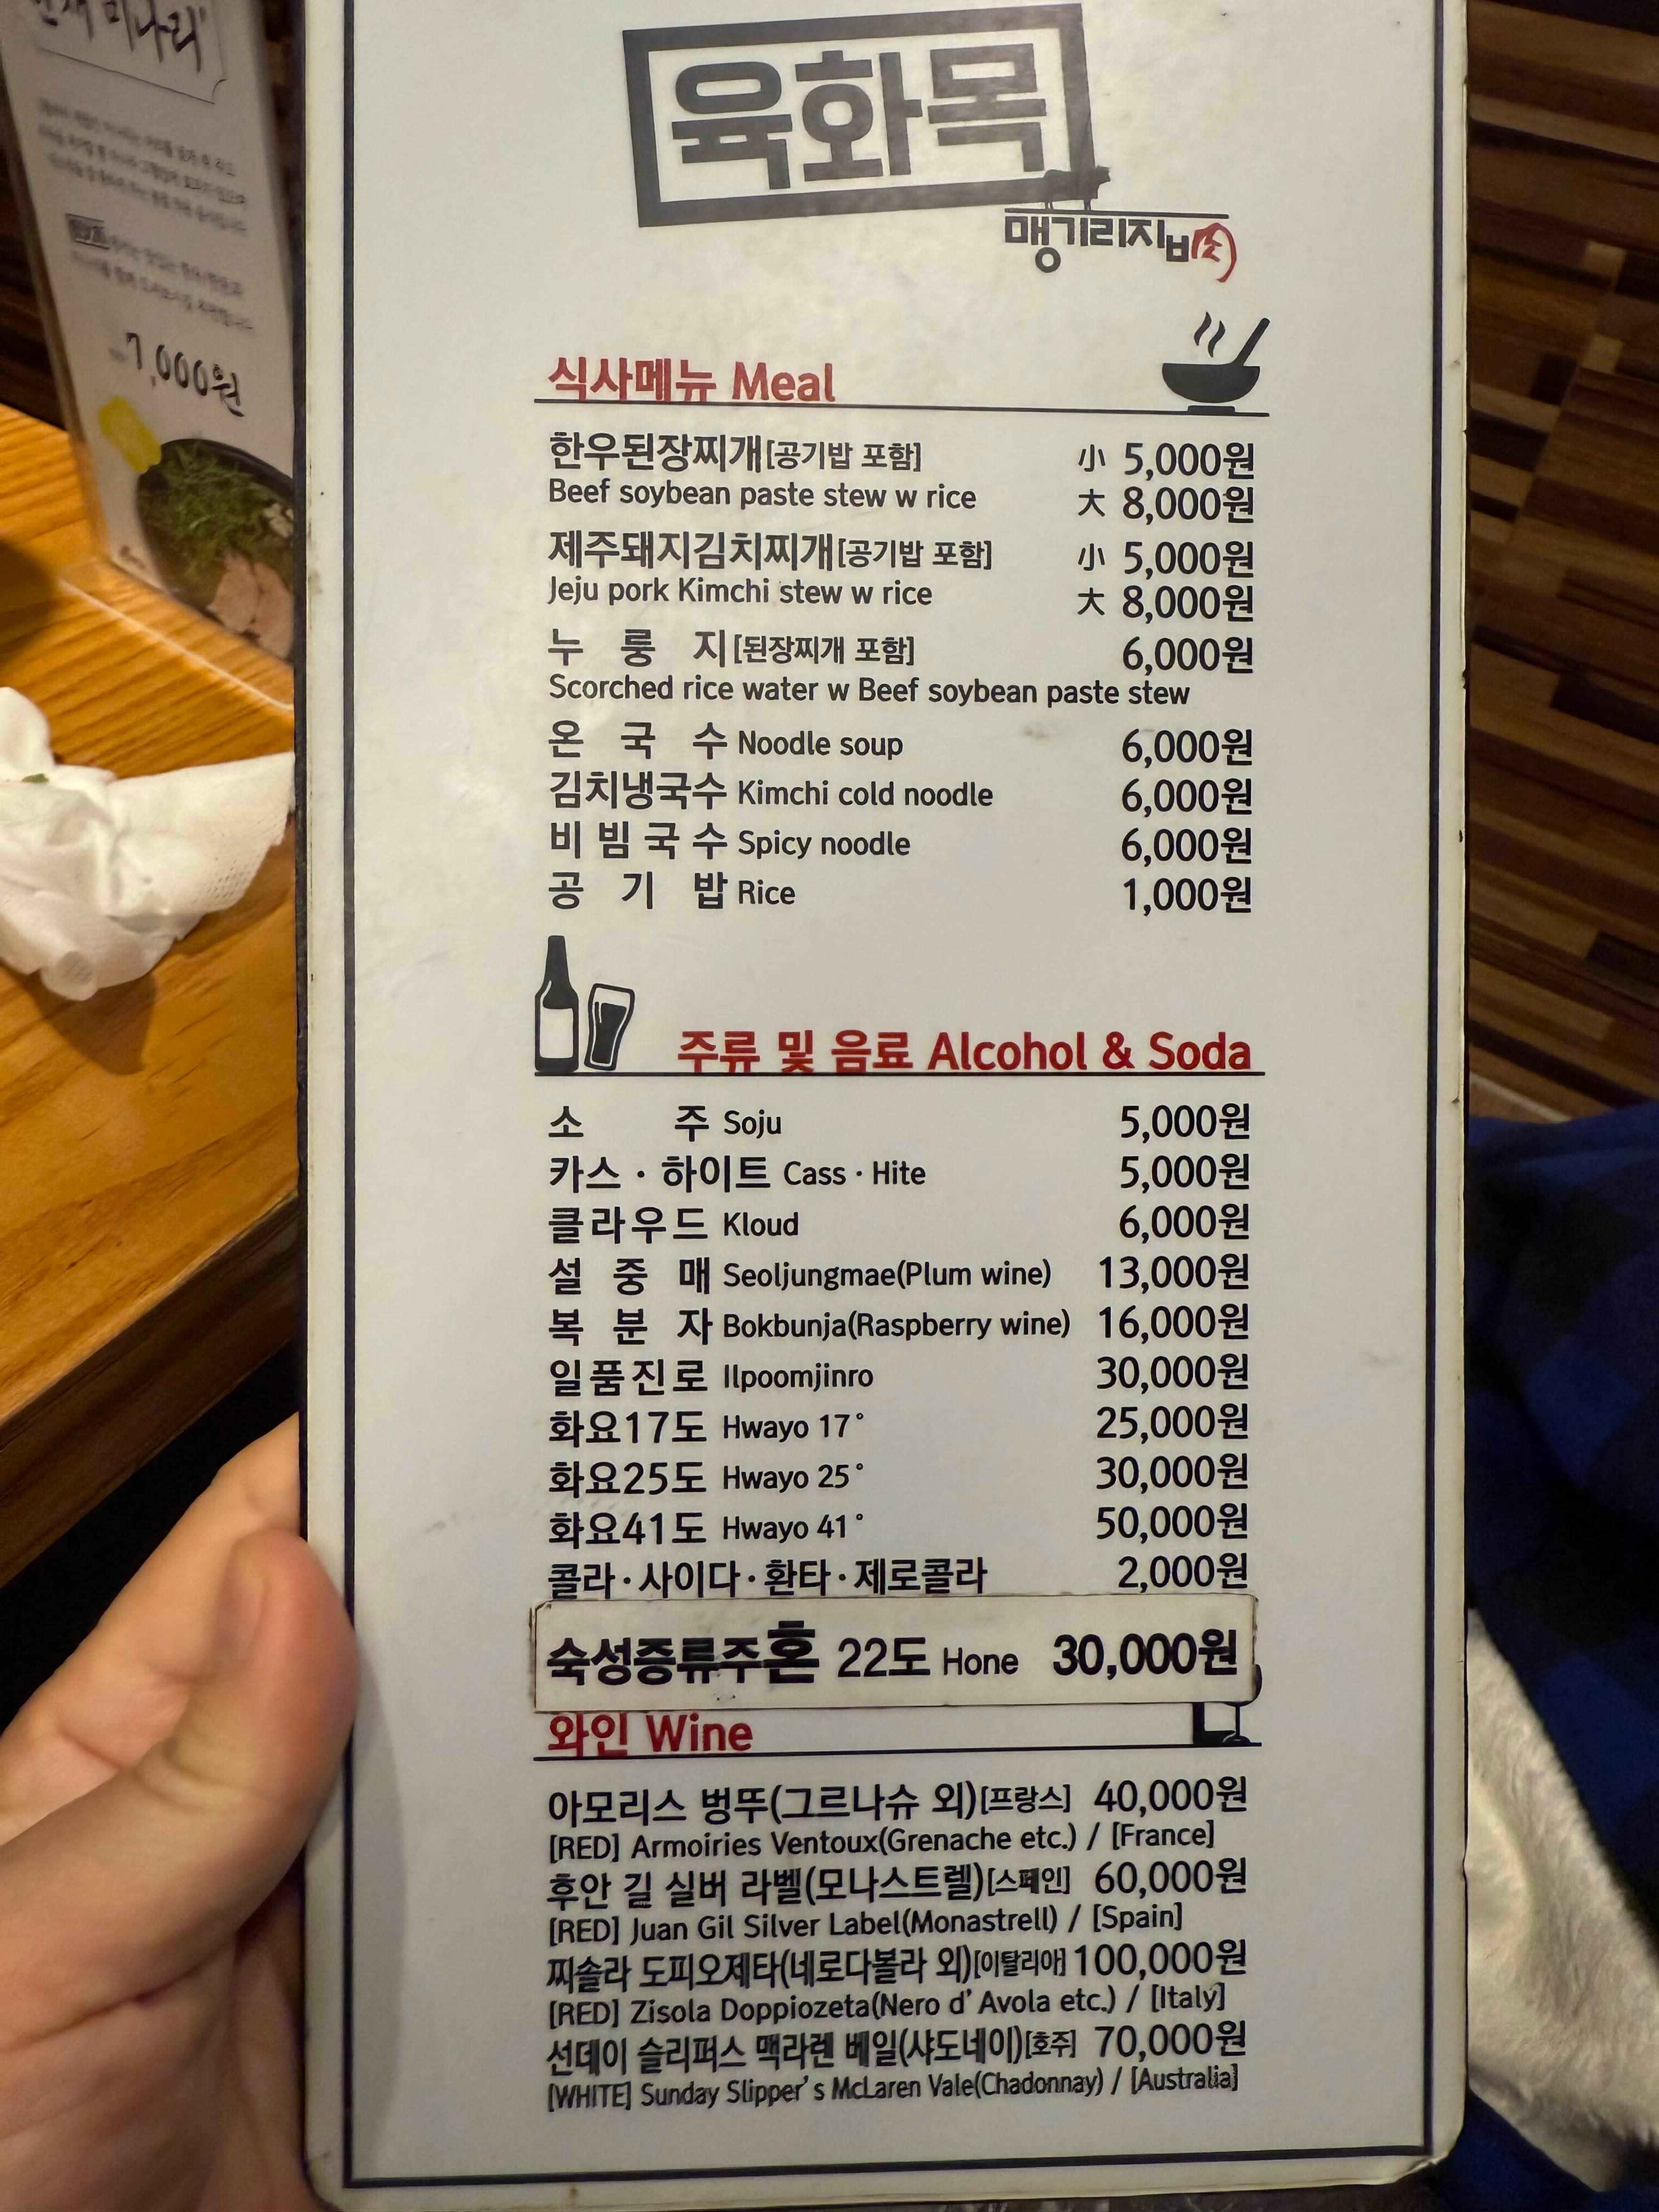 육화목
맹기리지비
식사메뉴 Meal
한우된장찌개[공기밥 포함] 小 5,000원
Beef soybean paste stew w rice 大 8,000원
제주돼지김치찌개[공기밥 포함] 小 5,000원
Jeju pork Kimchi stew w rice 大 8,000원
누룽지[된장찌개 포함] 6,000원
Scorched rice water w Beef soybean paste stew
온국수 Noodle soup 6,000원
김치냉국수 Kimchi cold noodle 6,000원
비빔국수 Spicy noodle 6,000원
공기밥 Rice 1,000원
주류 및 음료 Alcohol & Soda
소주 Soju 5,000원
카스 · 하이트 Cass · Hite 5,000원
클라우드 Kloud 6,000원
설중매 Seoljungmae(Plum wine) 13,000원
복분자 Bokbunja(Raspberry wine) 16,000원
일품진로 Ilpoomjinro 30,000원
화요17도 Hwayo 17° 25,000원
화요25도 Hwayo 25° 30,000원
화요41도 Hwayo 41° 50,000원
콜라·사이다·환타·제로콜라 2,000원
숙성증류주혼 22도 Hone 30,000원
와인 Wine
아모리스 벙뚜(그르나슈 외)[프랑스] 40,000원
[RED] Armoiries Ventoux(Grenache etc.) / [France]
후안 길 실버 라벨(모나스트렐)[스페인] 60,000원
[RED] Juan Gil Silver Label(Monastrell) / [Spain]
찌솔라 도피오제타(네로다볼라 외)[이탈리아] 100,000원
[RED] Zisola Doppiozeta(Nero d' Avola etc.) / [Italy]
선데이 슬리퍼스 맥라렌 베일(샤도네이)[호주] 70,000원
[WHITE] Sunday Slipper's McLaren Vale(Chadonnay) / [Australia]
미나리"
7,000원